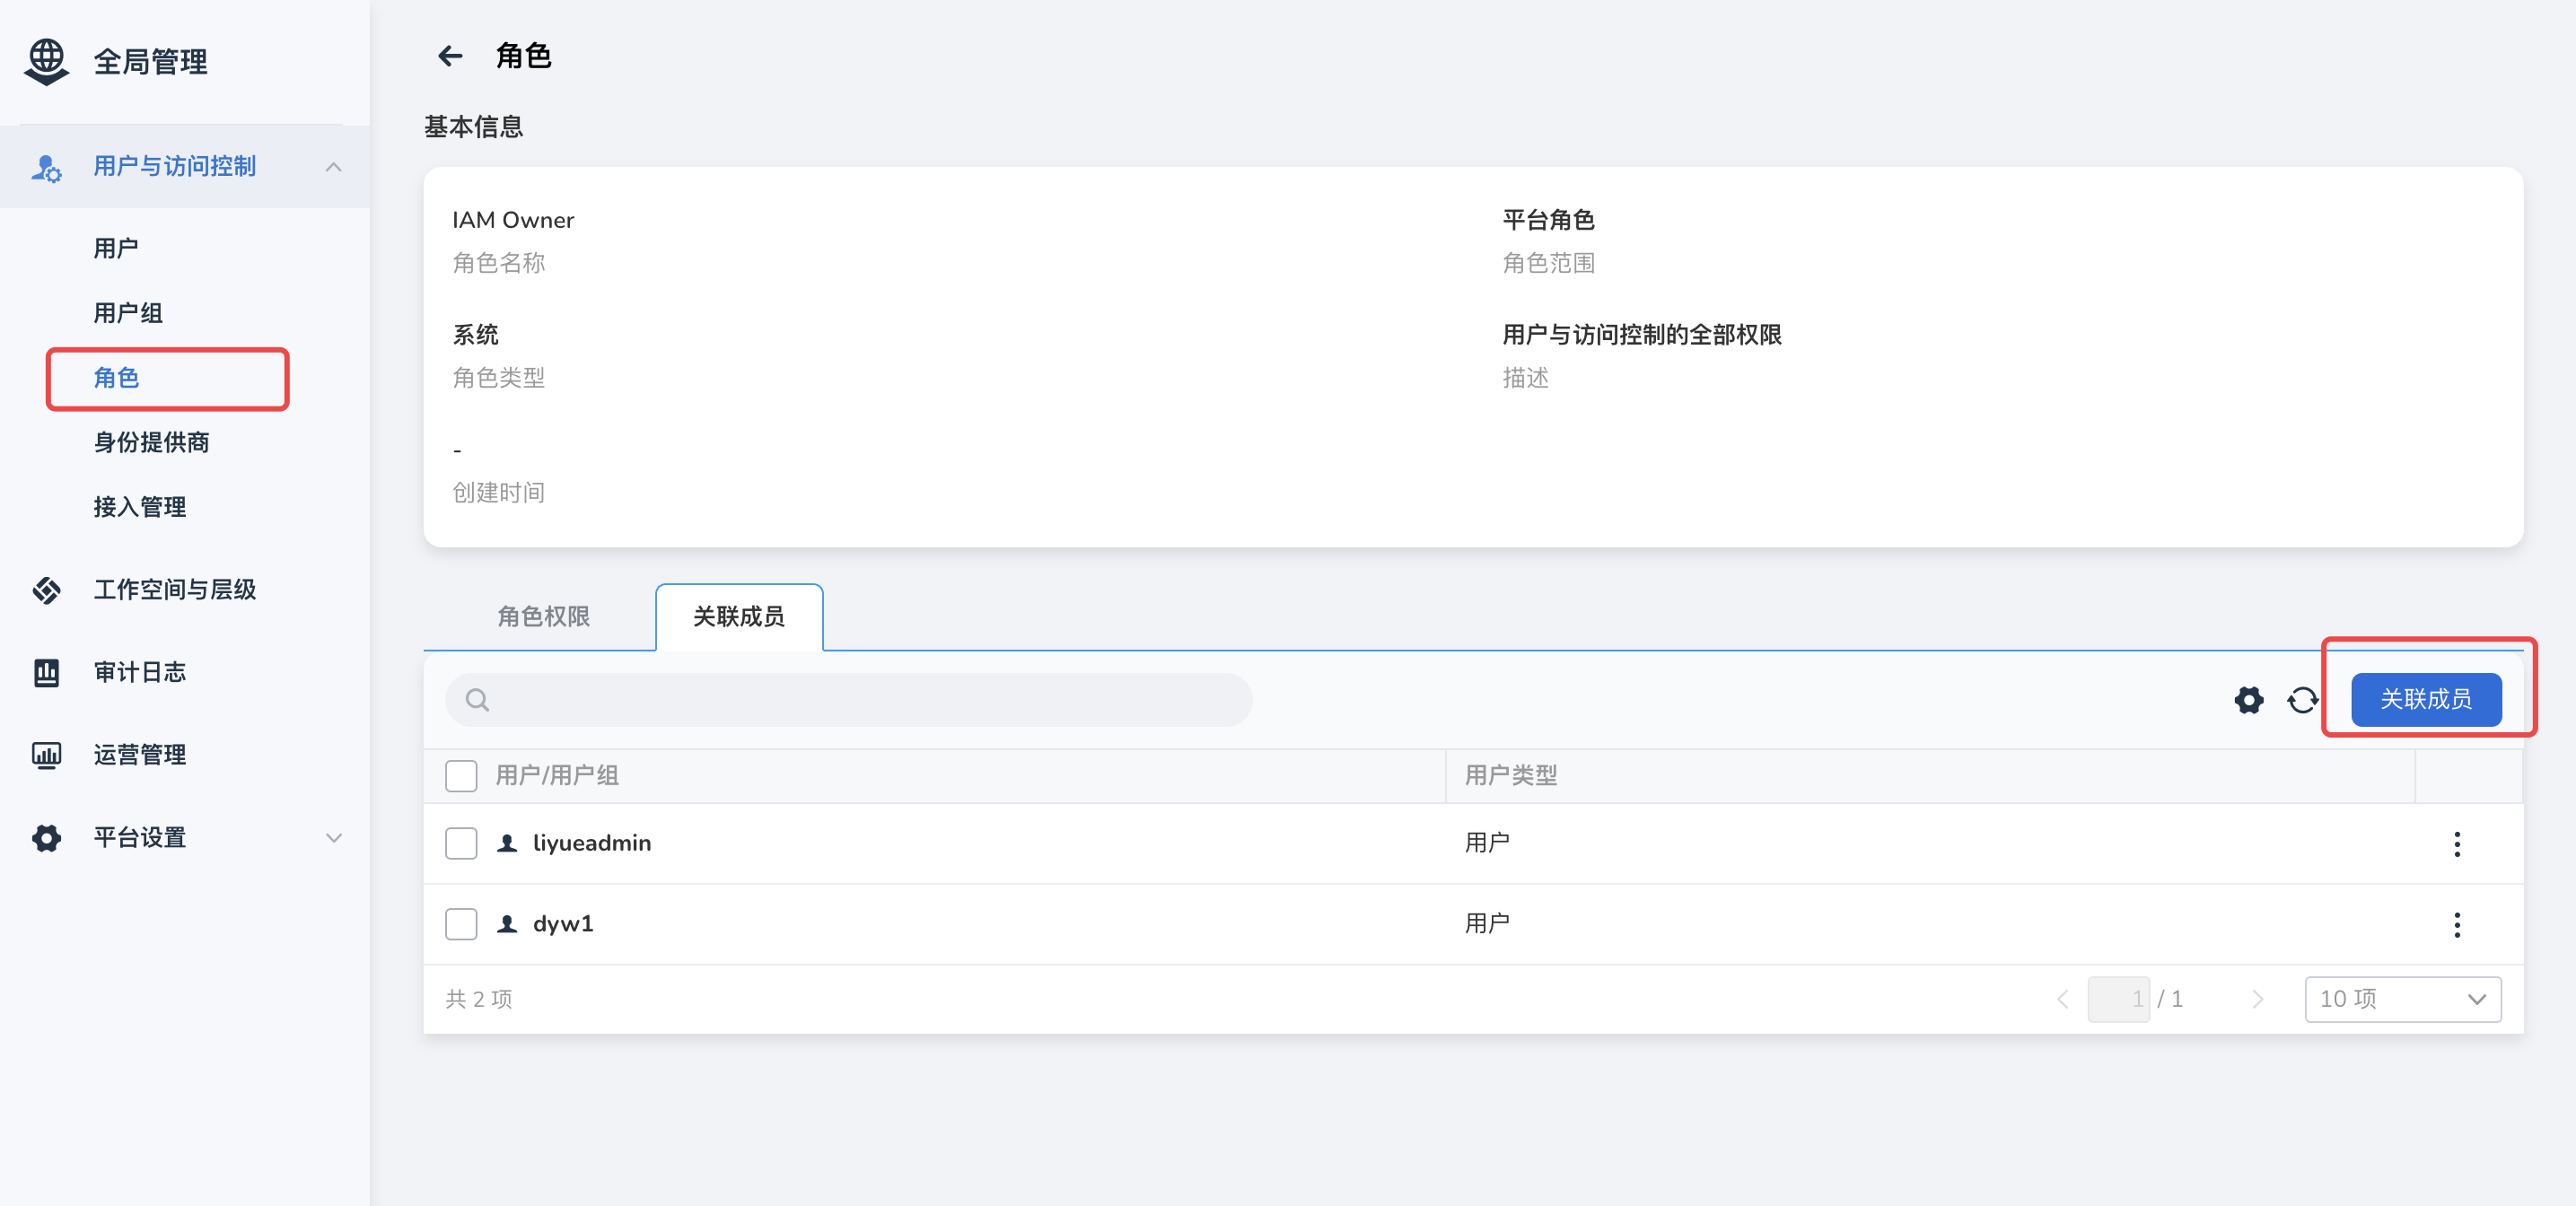 全局管理
用户与访问控制
用户
用户组
角色
身份提供商
接入管理
工作空间与层级
审计日志
运营管理
平台设置
角色
基本信息
IAM Owner
角色名称
平台角色
角色范围
系统
角色类型
用户与访问控制的全部权限
描述
-
创建时间
角色权限
关联成员
关联成员
用户/用户组
用户类型
liyueadmin
用户
dyw1
用户
共 2 项
1 / 1
10 项